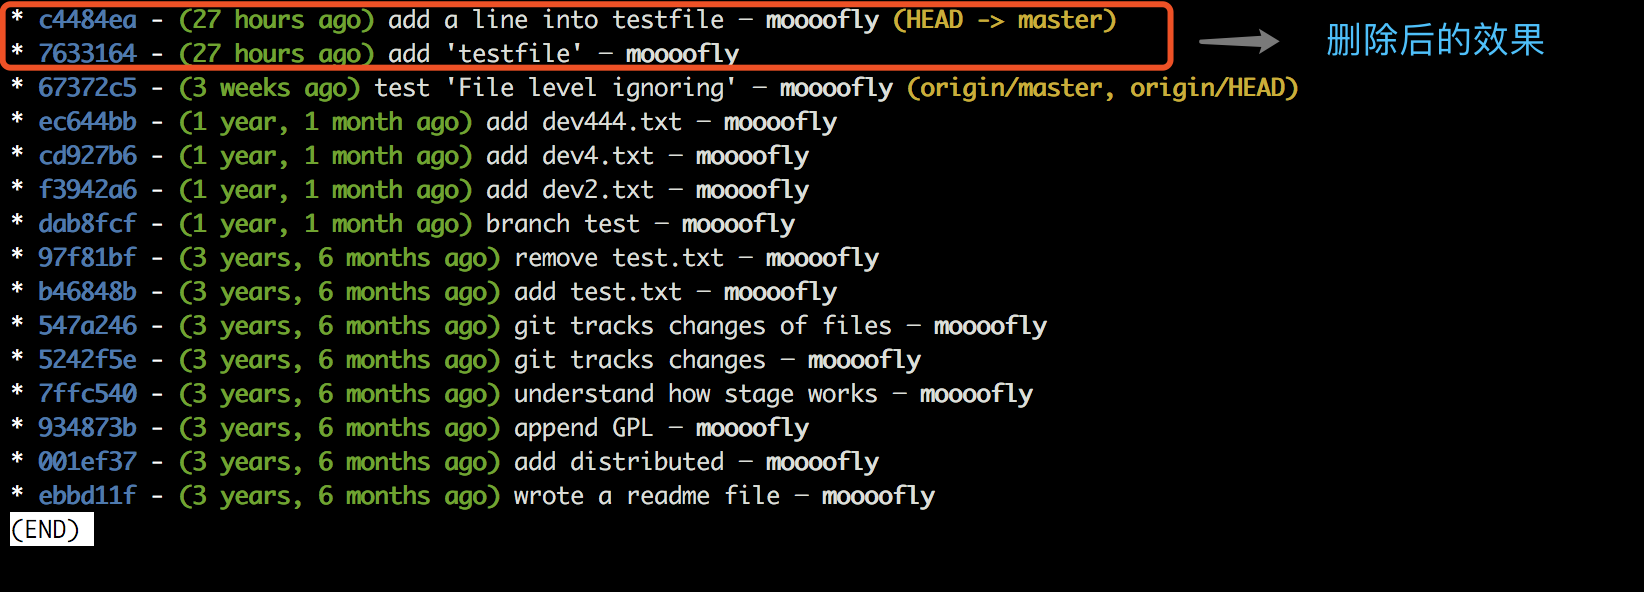 * c4484ea - (27 hours ago) add a line into testfile — moooofly (HEAD -> master)
删除后的效果
* 7633164 - (27 hours ago) add 'testfile' — moooofly
* 67372c5 - (3 weeks ago) test 'File level ignoring' — moooofly (origin/master, origin/HEAD)
* ec644bb - (1 year, 1 month ago) add dev444.txt — moooofly
* cd927b6 - (1 year, 1 month ago) add dev4.txt — moooofly
* f3942a6 - (1 year, 1 month ago) add dev2.txt — moooofly
* dab8fcf - (1 year, 1 month ago) branch test — moooofly
* 97f81bf - (3 years, 6 months ago) remove test.txt — moooofly
* b46848b - (3 years, 6 months ago) add test.txt — moooofly
* 547a246 - (3 years, 6 months ago) git tracks changes of files — moooofly
* 5242f5e - (3 years, 6 months ago) git tracks changes — moooofly
* 7ffc540 - (3 years, 6 months ago) understand how stage works — moooofly
* 934873b - (3 years, 6 months ago) append GPL — moooofly
* 001ef37 - (3 years, 6 months ago) add distributed — moooofly
* ebbd11f - (3 years, 6 months ago) wrote a readme file — moooofly
(END)